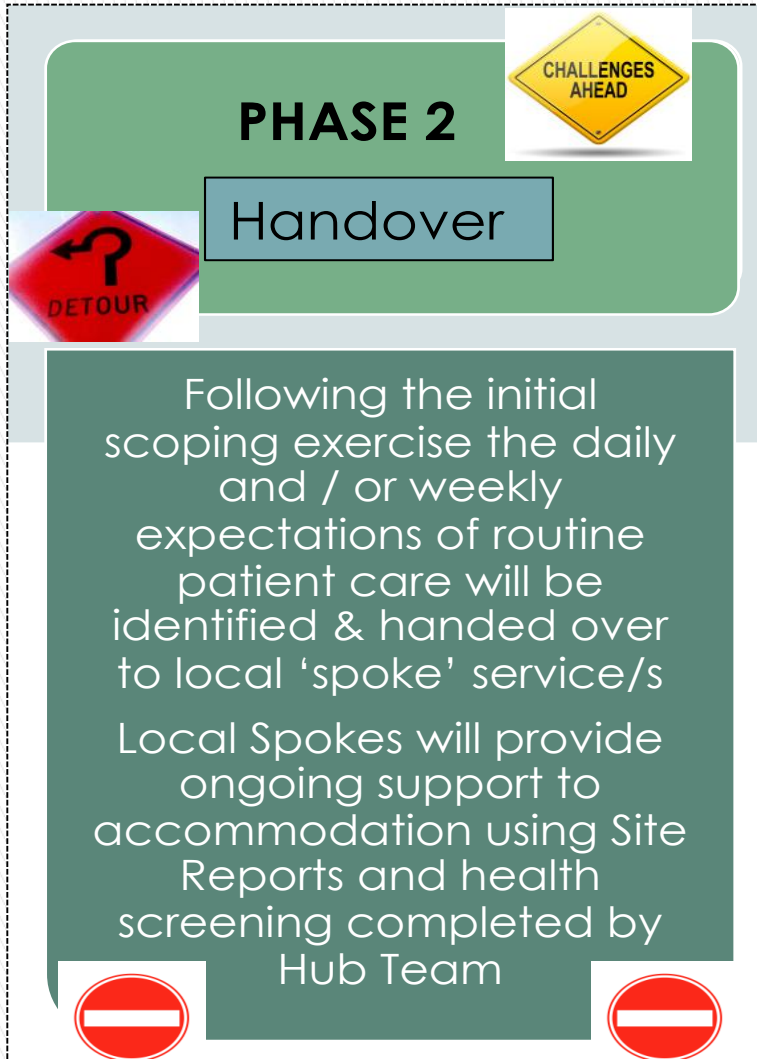 CHALLENGES
AHEAD
PHASE 2
Handover
DETOUR
Following the initial
scoping exercise the daily
and / or weekly
expectations of routine
patient care will be
identified & handed over
to local ‘spoke’ service/s
Local Spokes will provide
ongoing support to
accommodation using Site
Reports and health
screening completed by
Hub Team